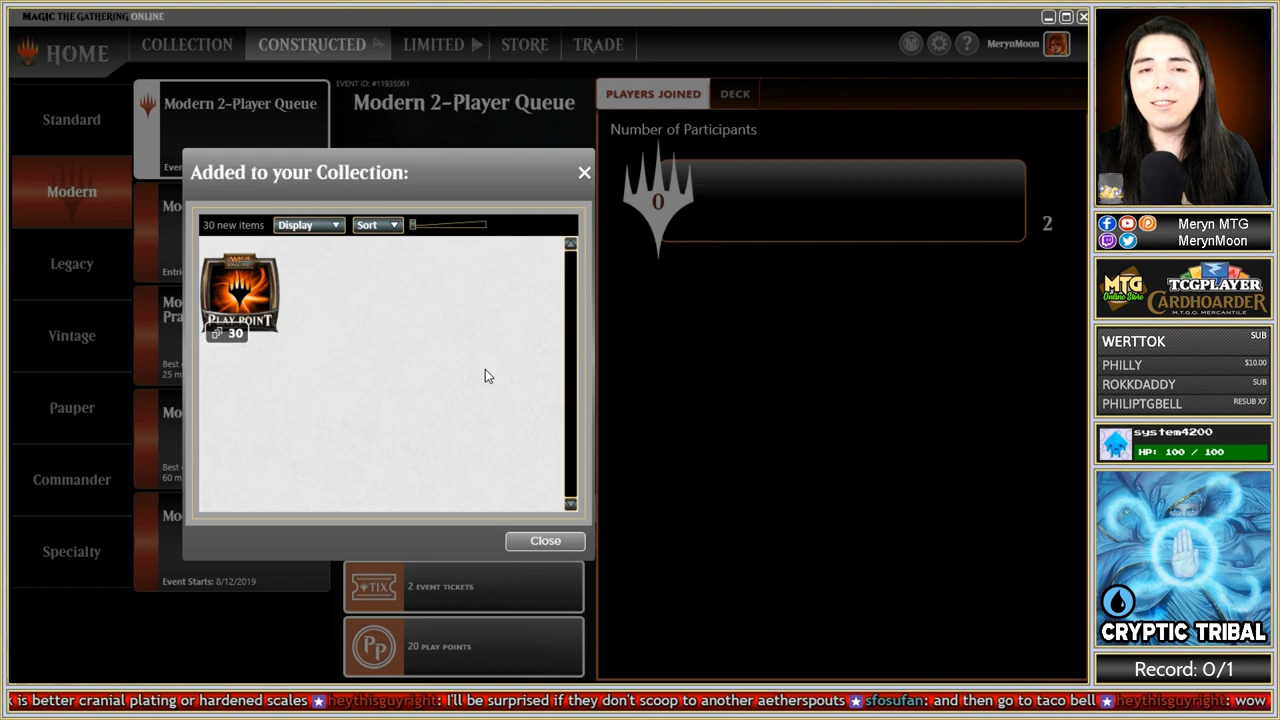 MAGIC THE GATHERING ONLINE
HOME
COLLECTION
CONSTRUCTED
LIMITED
STORE
TRADE
?
MerynMoon
Standard
Modern
Legacy
Vintage
Pauper
Commander
Specialty
Modern 2-Player Queue
EVENT ID: #11935061
Modern 2-Player Queue
PLAYERS JOINED
DECK
Number of Participants
0
2
Added to your Collection:
30 new items
Display
Sort
PLAY POINT
30
Close
Event Starts: 8/12/2019
TIX
2 EVENT TICKETS
PP
20 PLAY POINTS
Meryn MTG
MerynMoon
MTG
Online Store
TCGPLAYER
CARDHOARDER
M.T.G.O. MERCANTILE
WERTTOK SUB
PHILLY $10.00
ROKKDADDY SUB
PHILIPTGBELL RESUB X7
system4200
HP: 100 / 100
CRYPTIC TRIBAL
Record: 0/1
is better cranial plating or hardened scales heythisguyright: I'll be surprised if they don't scoop to another aetherspouts sfosufan: and then go to taco bell heythisguyright: wow